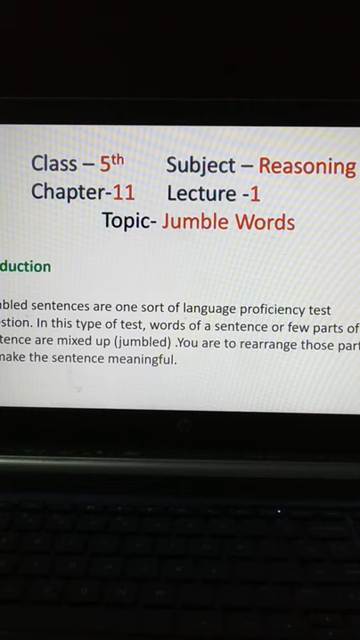 Class – 5th Subject – Reasoning
Chapter-11 Lecture -1
Topic- Jumble Words
duction
bled sentences are one sort of language proficiency test
stion. In this type of test, words of a sentence or few parts of
tence are mixed up (jumbled) .You are to rearrange those par
make the sentence meaningful.